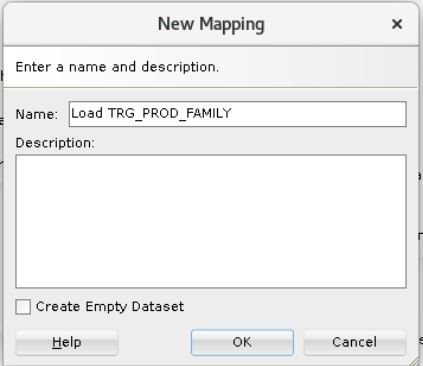 New Mapping
Enter a name and description.
Name: Load TRG_PROD_FAMILY
Description:
Create Empty Dataset
Help OK Cancel